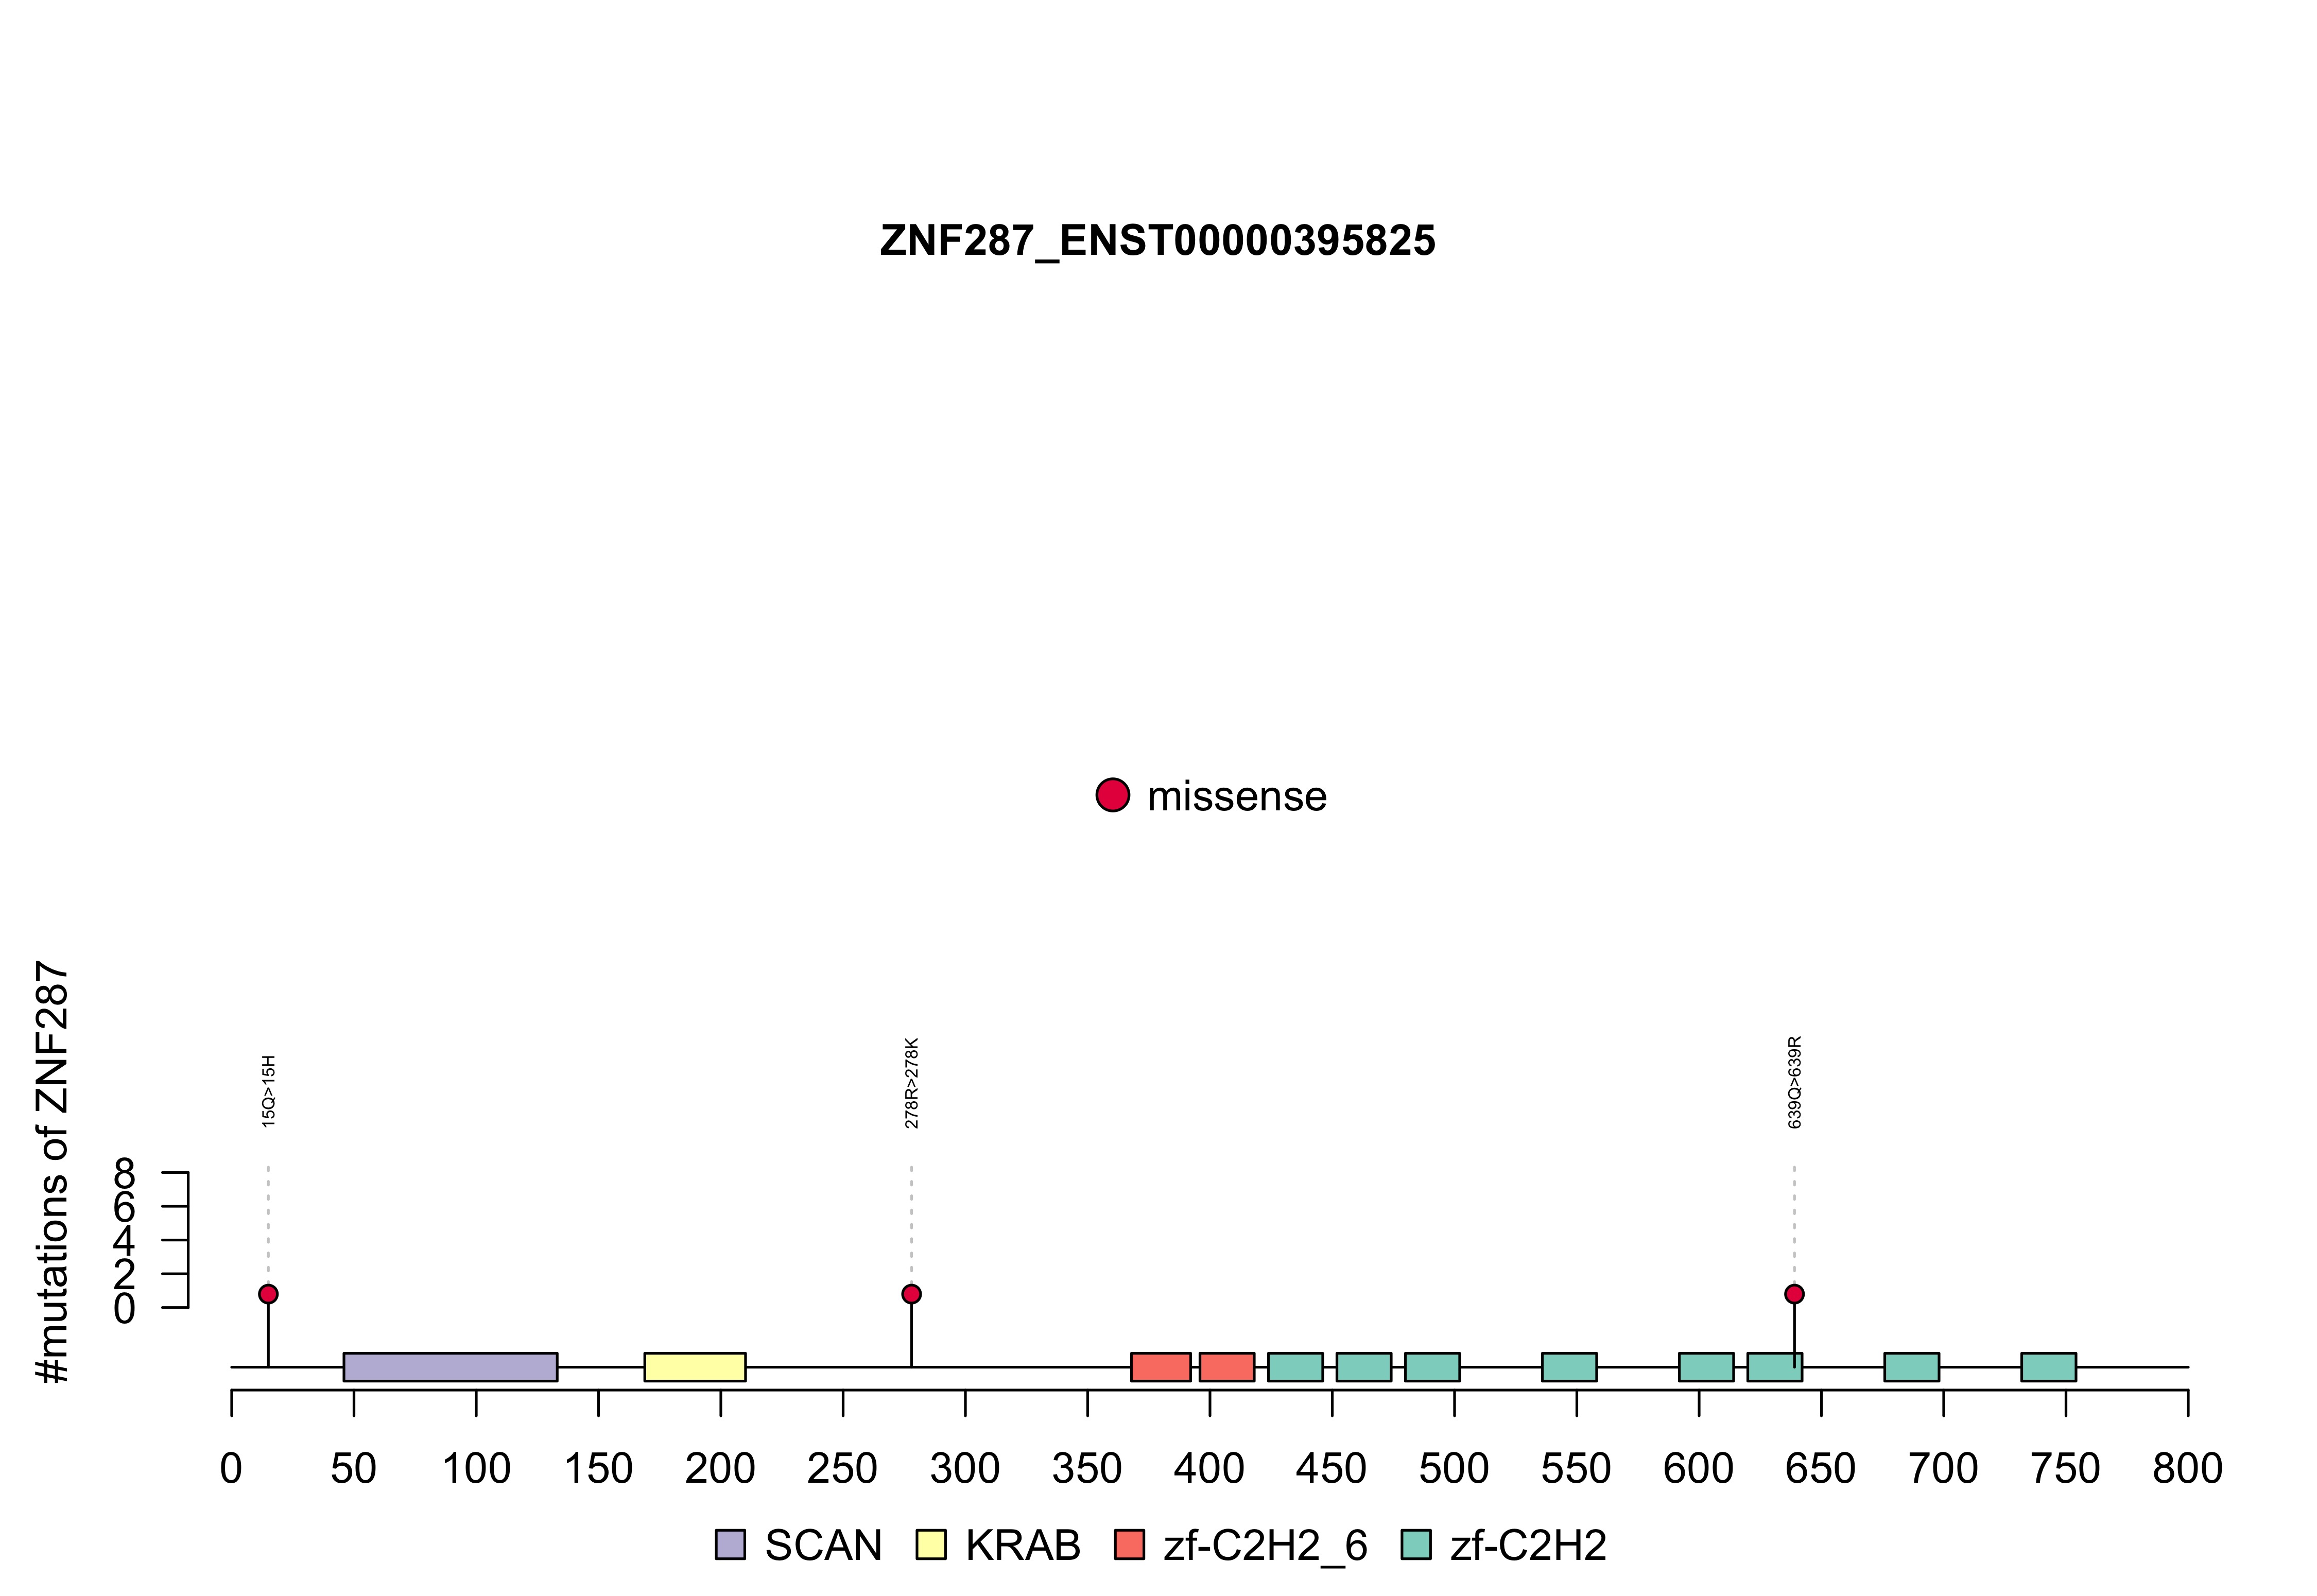 ZNF287_ENST00000395825
missense
#mutations of ZNF287
15Q>15H
278R>278K
639Q>639R
8
6
4
2
0
0 50 100 150 200 250 300 350 400 450 500 550 600 650 700 750 800
SCAN KRAB zf-C2H2_6 zf-C2H2